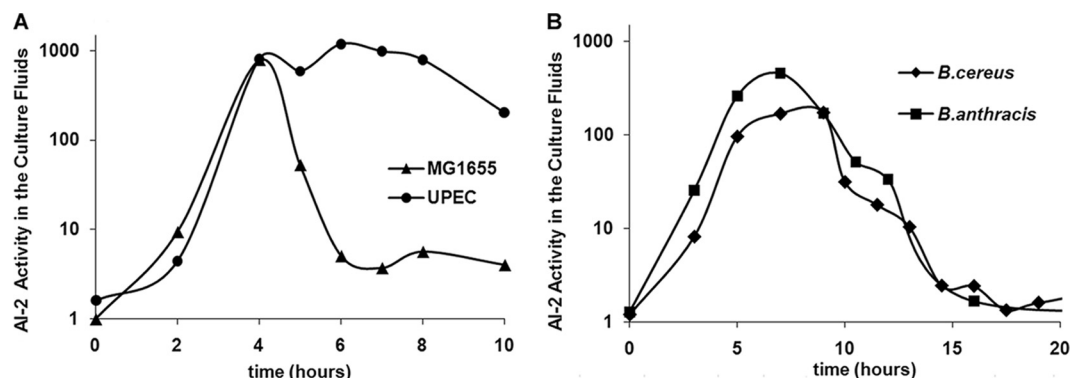 A
AI-2 Activity in the Culture Fluids
1000
100
10
1
MG1655
UPEC
0 2 4 6 8 10
time (hours)
B
AI-2 Activity in the Culture Fluids
1000
100
10
1
B.cereus
B.anthracis
0 5 10 15 20
time (hours)